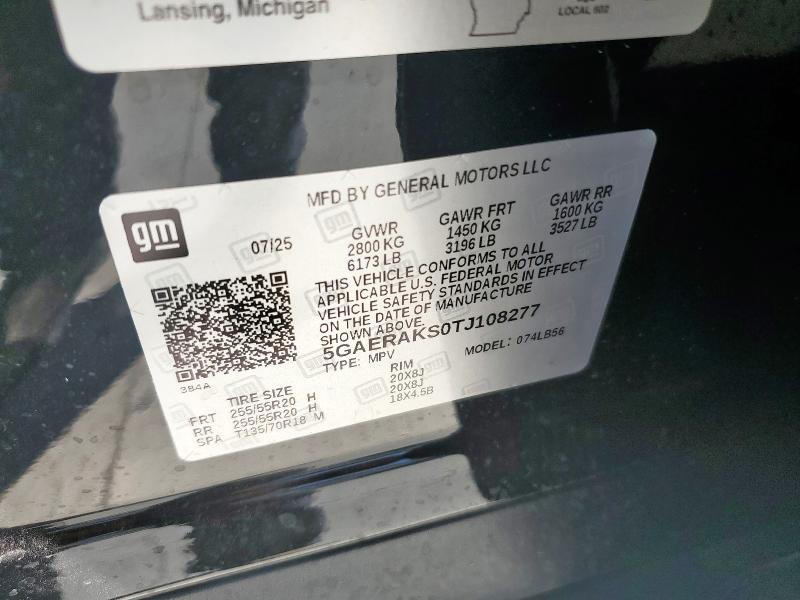 Lansing, Michigan
LOCAL 602
MFD BY GENERAL MOTORS LLC
gm
07/25
GVWR GAWR FRT GAWR RR
2800 KG 1450 KG 1600 KG
6173 LB 3196 LB 3527 LB
THIS VEHICLE CONFORMS TO ALL
APPLICABLE U.S. FEDERAL MOTOR
VEHICLE SAFETY STANDARDS IN EFFECT
ON THE DATE OF MANUFACTURE
SHOWN ABOVE
5GAERAKS0TJ108277
TYPE: MPV MODEL: 074LB56
384A
TIRE SIZE RIM
FRT 255/55R20 H 20X8J
RR 255/55R20 H 20X8J
SPA T135/70R18 M 18X4.5B